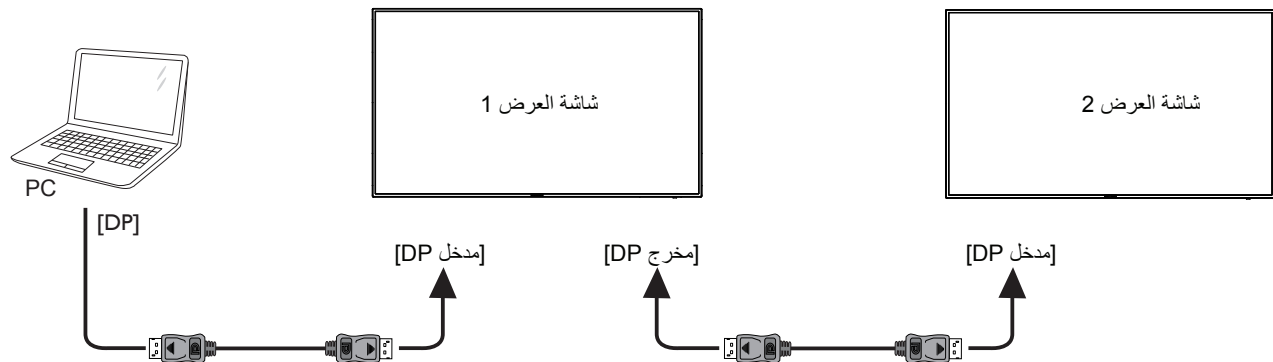 شاشة العرض 1
شاشة العرض 2
PC
[DP]
[مدخل DP]
[مخرج DP]
[مدخل DP]